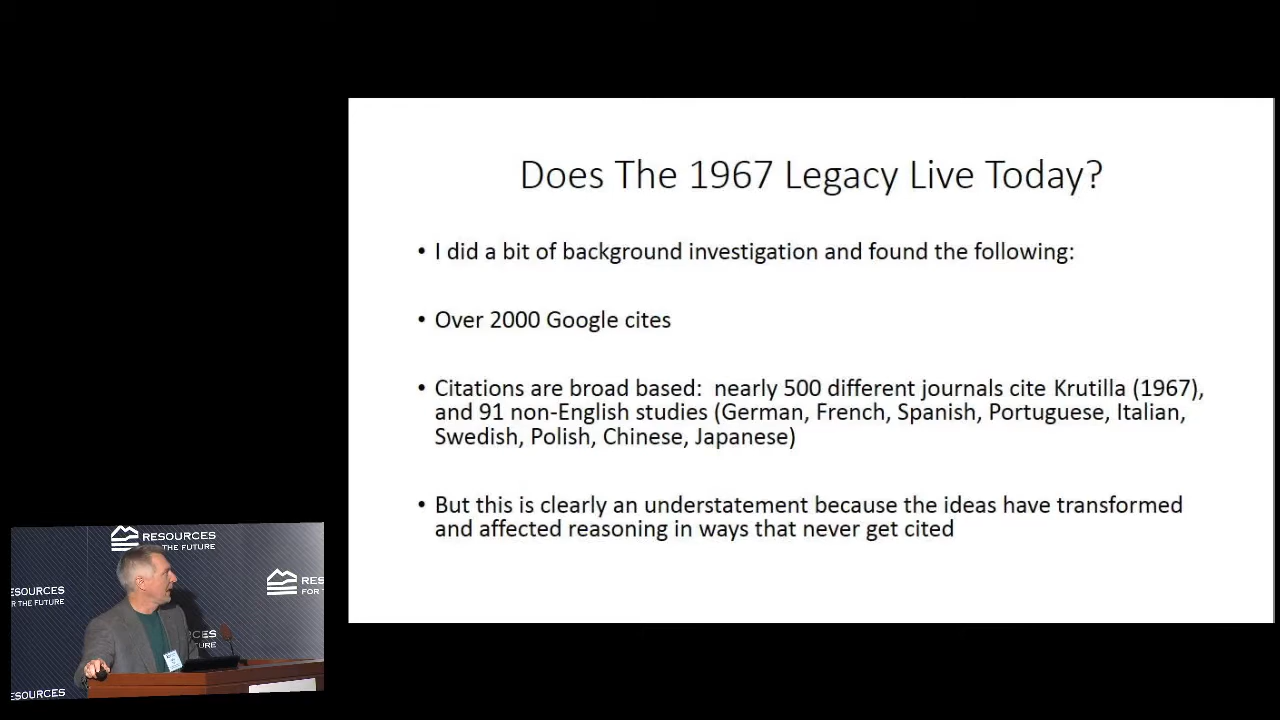 Does The 1967 Legacy Live Today?
• I did a bit of background investigation and found the following:
• Over 2000 Google cites
• Citations are broad based: nearly 500 different journals cite Krutilla (1967),
and 91 non-English studies (German, French, Spanish, Portuguese, Italian,
Swedish, Polish, Chinese, Japanese)
• But this is clearly an understatement because the ideas have transformed
and affected reasoning in ways that never get cited
RESOURCES
THE FUTURE
ESOURCES
R THE FUTURE
RES
FOR T
CES
UTURE
ESOURCES